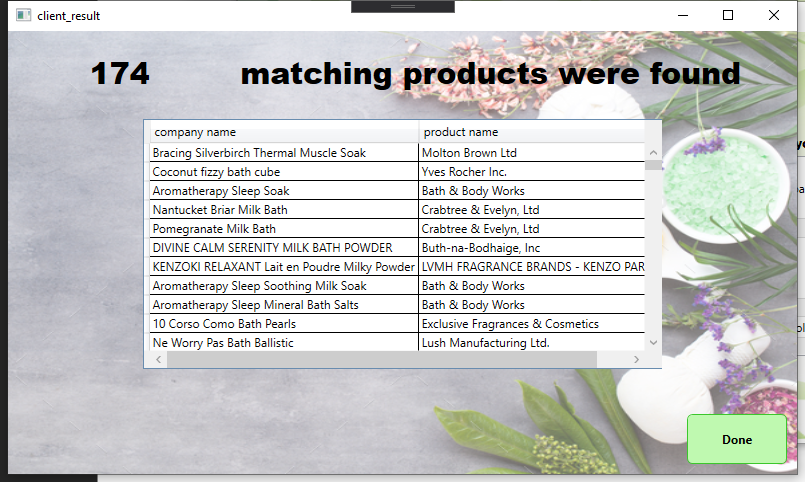 client_result
174 matching products were found
company name product name
Bracing Silverbirch Thermal Muscle Soak Molton Brown Ltd
Coconut fizzy bath cube Yves Rocher Inc.
Aromatherapy Sleep Soak Bath & Body Works
Nantucket Briar Milk Bath Crabtree & Evelyn, Ltd
Pomegranate Milk Bath Crabtree & Evelyn, Ltd
DIVINE CALM SERENITY MILK BATH POWDER Buth-na-Bodhaige, Inc
KENZOKI RELAXANT Lait en Poudre Milky Powder LVMH FRAGRANCE BRANDS - KENZO PAR
Aromatherapy Sleep Soothing Milk Soak Bath & Body Works
Aromatherapy Sleep Mineral Bath Salts Bath & Body Works
10 Corso Como Bath Pearls Exclusive Fragrances & Cosmetics
Ne Worry Pas Bath Ballistic Lush Manufacturing Ltd.
Done